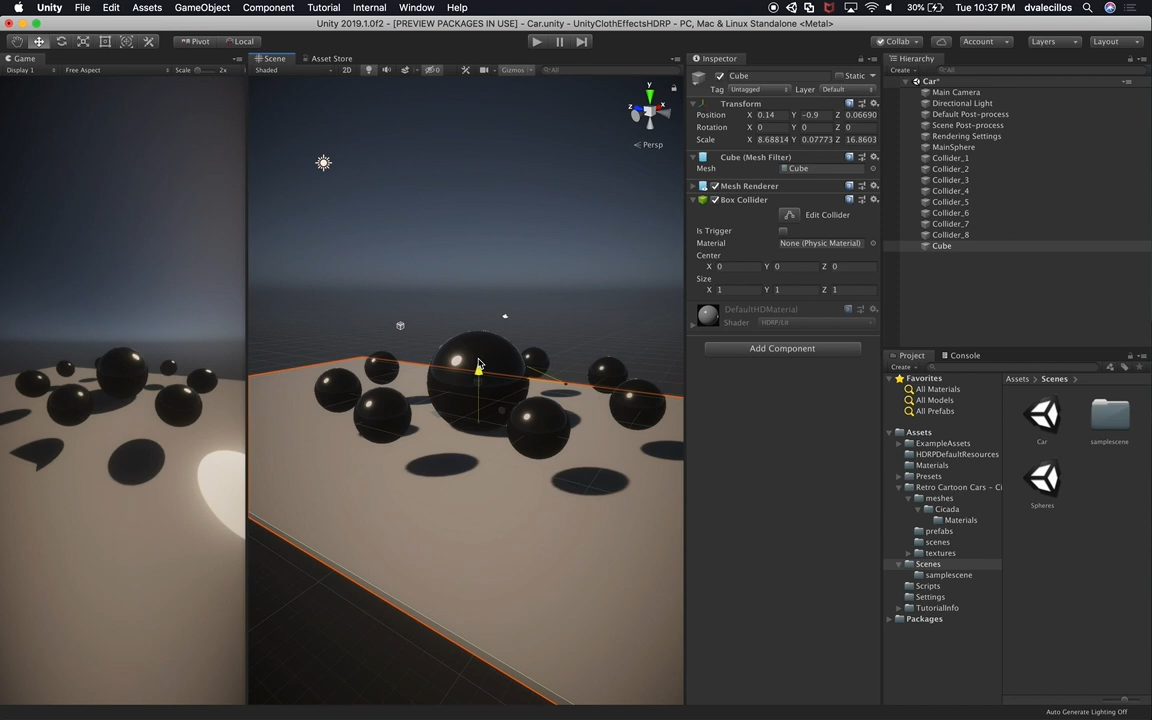 Unity File Edit Assets GameObject Component Tutorial Internal Window Help 30% Tue 10:37 PM dvalecillos
Unity 2019.1.0f2 - [PREVIEW PACKAGES IN USE] - Car.unity - UnityClothEffectsHDRP - PC, Mac & Linux Standalone <Metal>
Pivot Local Collab Account Layers Layout
Game Scene Asset Store Inspector Hierarchy
Display 1 Free Aspect Scale 2x Shaded 2D 0 Gizmos All
Create All
Cube Static
Tag Untagged Layer Default
Transform
Position X 0.14 Y -0.9 Z 0.06690
Rotation X 0 Y 0 Z 0
Scale X 8.68814 Y 0.07773 Z 16.8603
Cube (Mesh Filter)
Mesh Cube
Mesh Renderer
Box Collider
Edit Collider
Is Trigger
Material None (Physic Material)
Center
X 0 Y 0 Z 0
Size
X 1 Y 1 Z 1
DefaultHDMaterial
Shader HDRP/Lit
Add Component
y
z x
Persp
Car*
Main Camera
Directional Light
Default Post-process
Scene Post-process
Rendering Settings
MainSphere
Collider_1
Collider_2
Collider_3
Collider_4
Collider_5
Collider_6
Collider_7
Collider_8
Cube
Project Console
Create
Favorites
All Materials
All Models
All Prefabs
Assets
ExampleAssets
HDRPDefaultResources
Materials
Presets
Retro Cartoon Cars - Ci
meshes
Cicada
Materials
prefabs
scenes
textures
Scenes
samplescene
Scripts
Settings
TutorialInfo
Packages
Assets Scenes
Car samplescene
Spheres
Auto Generate Lighting Off